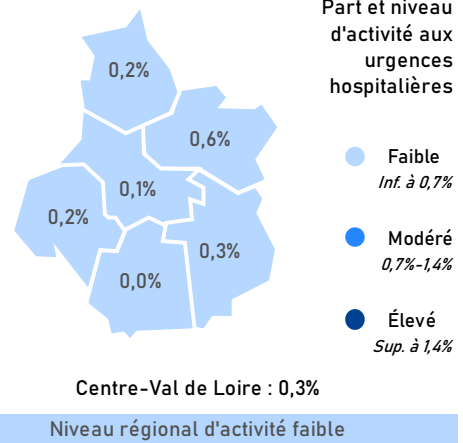 Part et niveau
d'activité aux
urgences
hospitalières
0,2%
0,6%
0,1%
0,2%
0,3%
0,0%
Faible
Inf. à 0,7%
Modéré
0,7%-1,4%
Élevé
Sup. à 1,4%
Centre-Val de Loire : 0,3%
Niveau régional d'activité faible